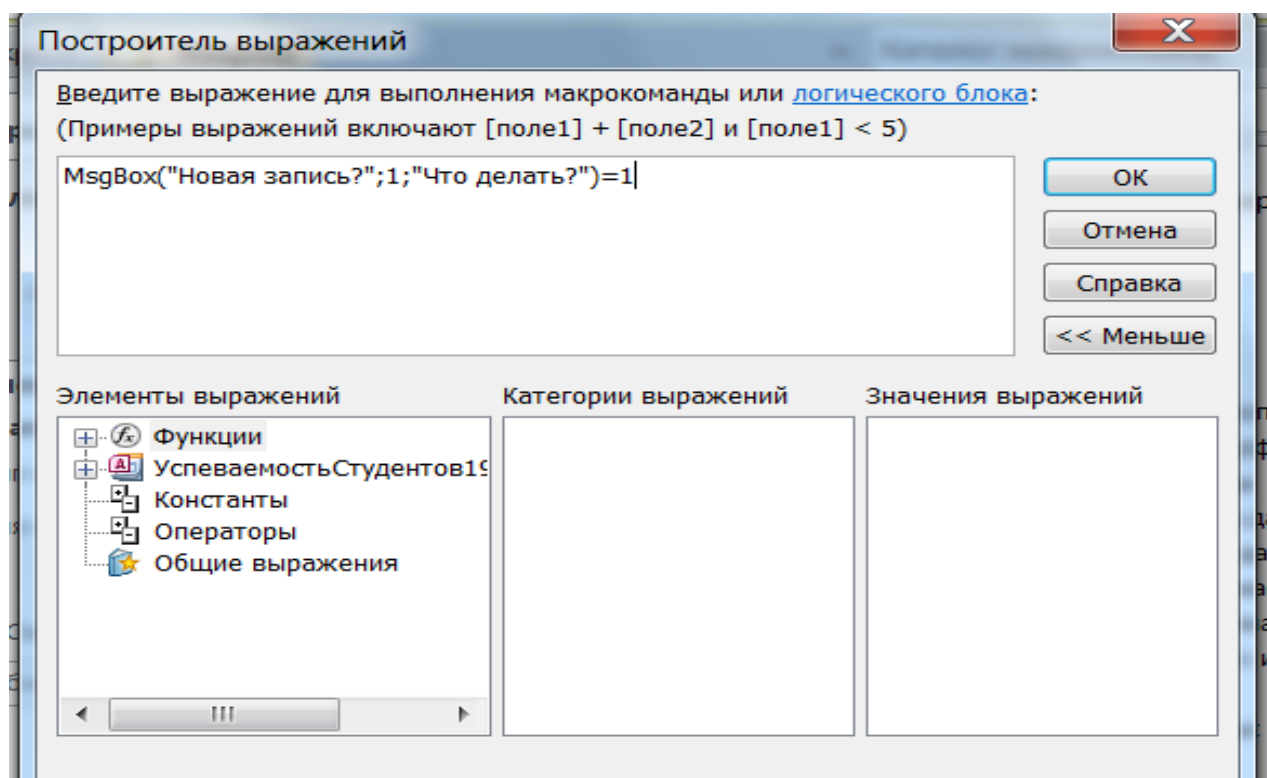 Построитель выражений
Введите выражение для выполнения макрокоманды или логического блока:
(Примеры выражений включают [поле1] + [поле2] и [поле1] < 5)
MsgBox("Новая запись?";1;"Что делать?")=1
ОК
Отмена
Справка
<< Меньше
Элементы выражений Категории выражений Значения выражений
Функции
УспеваемостьСтудентов19
Константы
Операторы
Общие выражения